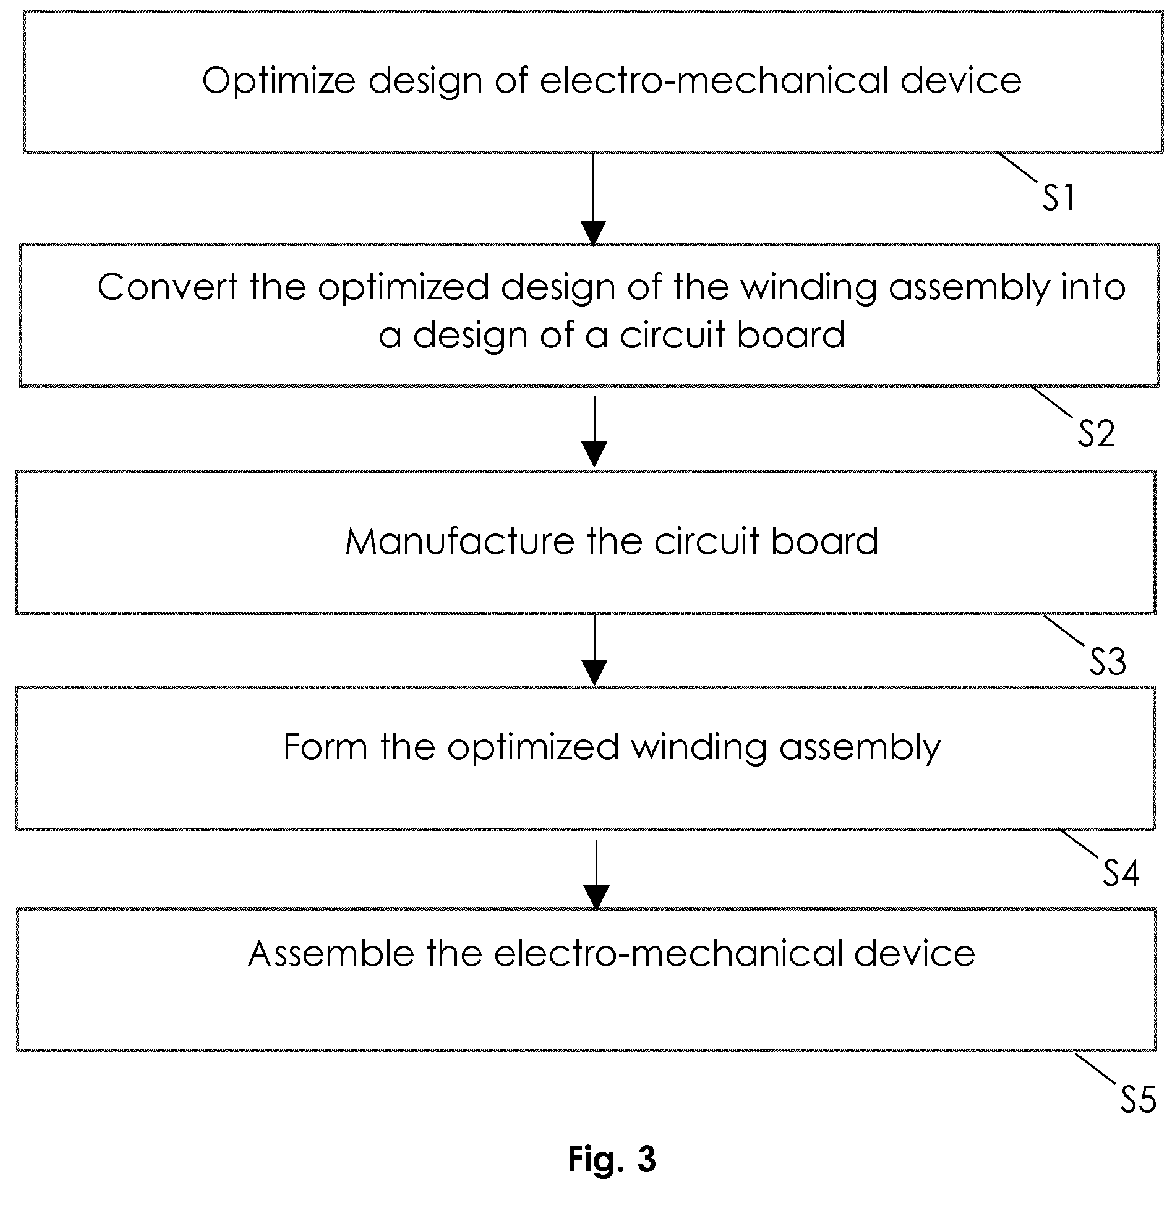 Optimize design of electro-mechanical device
S1
Convert the optimized design of the winding assembly into
a design of a circuit board
S2
Manufacture the circuit board
S3
Form the optimized winding assembly
S4
Assemble the electro-mechanical device
S5
Fig. 3